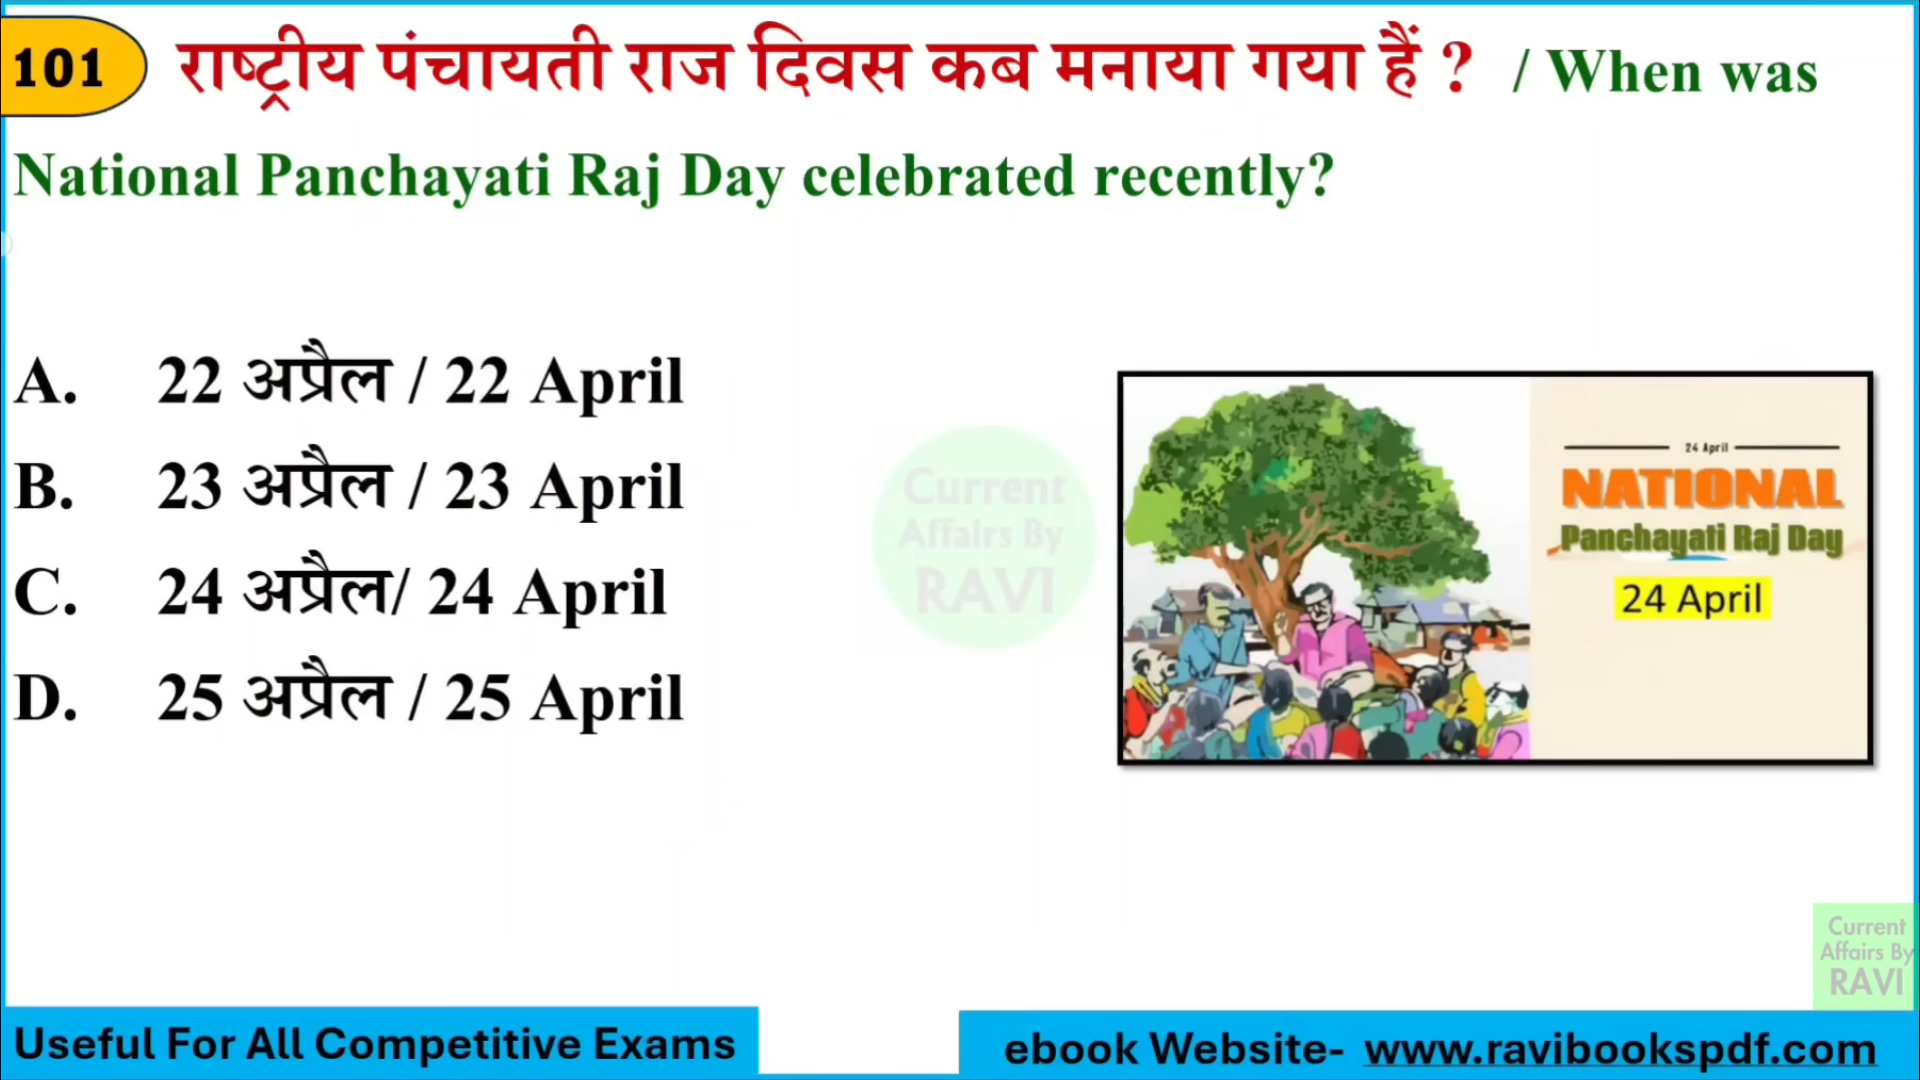 101 राष्ट्रीय पंचायती राज दिवस कब मनाया गया हैं ? / When was
National Panchayati Raj Day celebrated recently?
A. 22 अप्रैल / 22 April
B. 23 अप्रैल / 23 April
C. 24 अप्रैल/ 24 April
D. 25 अप्रैल / 25 April
Current
Affairs By
RAVI
24 April
NATIONAL
Panchayati Raj Day
24 April
Current
Affairs By
RAVI
Useful For All Competitive Exams
ebook Website- www.ravibookspdf.com